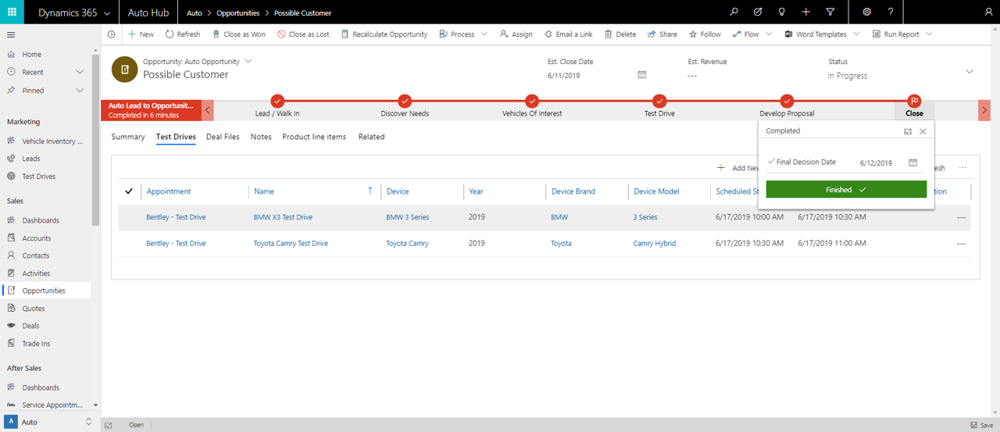 Dynamics 365 Auto Hub Auto > Opportunities > Possible Customer
New Refresh Close as Won Close as Lost Recalculate Opportunity Process Assign Email a Link Delete Share Follow Flow Word Templates Run Report
Home
Recent
Pinned
Marketing
Vehicle Inventory ...
Leads
Test Drives
Sales
Dashboards
Accounts
Contacts
Activities
Opportunities
Quotes
Deals
Trade Ins
After Sales
Dashboards
Service Appointm...
A Auto
Opportunity: Auto Opportunity
Possible Customer
Est. Close Date
6/11/2019
Est. Revenue
---
Status
In Progress
Auto Lead to Opportunit...
Completed in 6 minutes
Lead / Walk In Discover Needs Vehicles Of Interest Test Drive Develop Proposal Close
Summary Test Drives Deal Files Notes Product line items Related
Completed
Final Decision Date 6/12/2019
Finished
Add New
...
Appointment Name Device Year Device Brand Device Model Scheduled St
Bentley - Test Drive BMW X3 Test Drive BMW 3 Series 2019 BMW 3 Series 6/17/2019 10:00 AM 6/17/2019 10:30 AM ---
Bentley - Test Drive Toyota Camry Test Drive Toyota Camry 2019 Toyota Camry Hybrid 6/17/2019 10:30 AM 6/17/2019 11:00 AM ---
Open Save